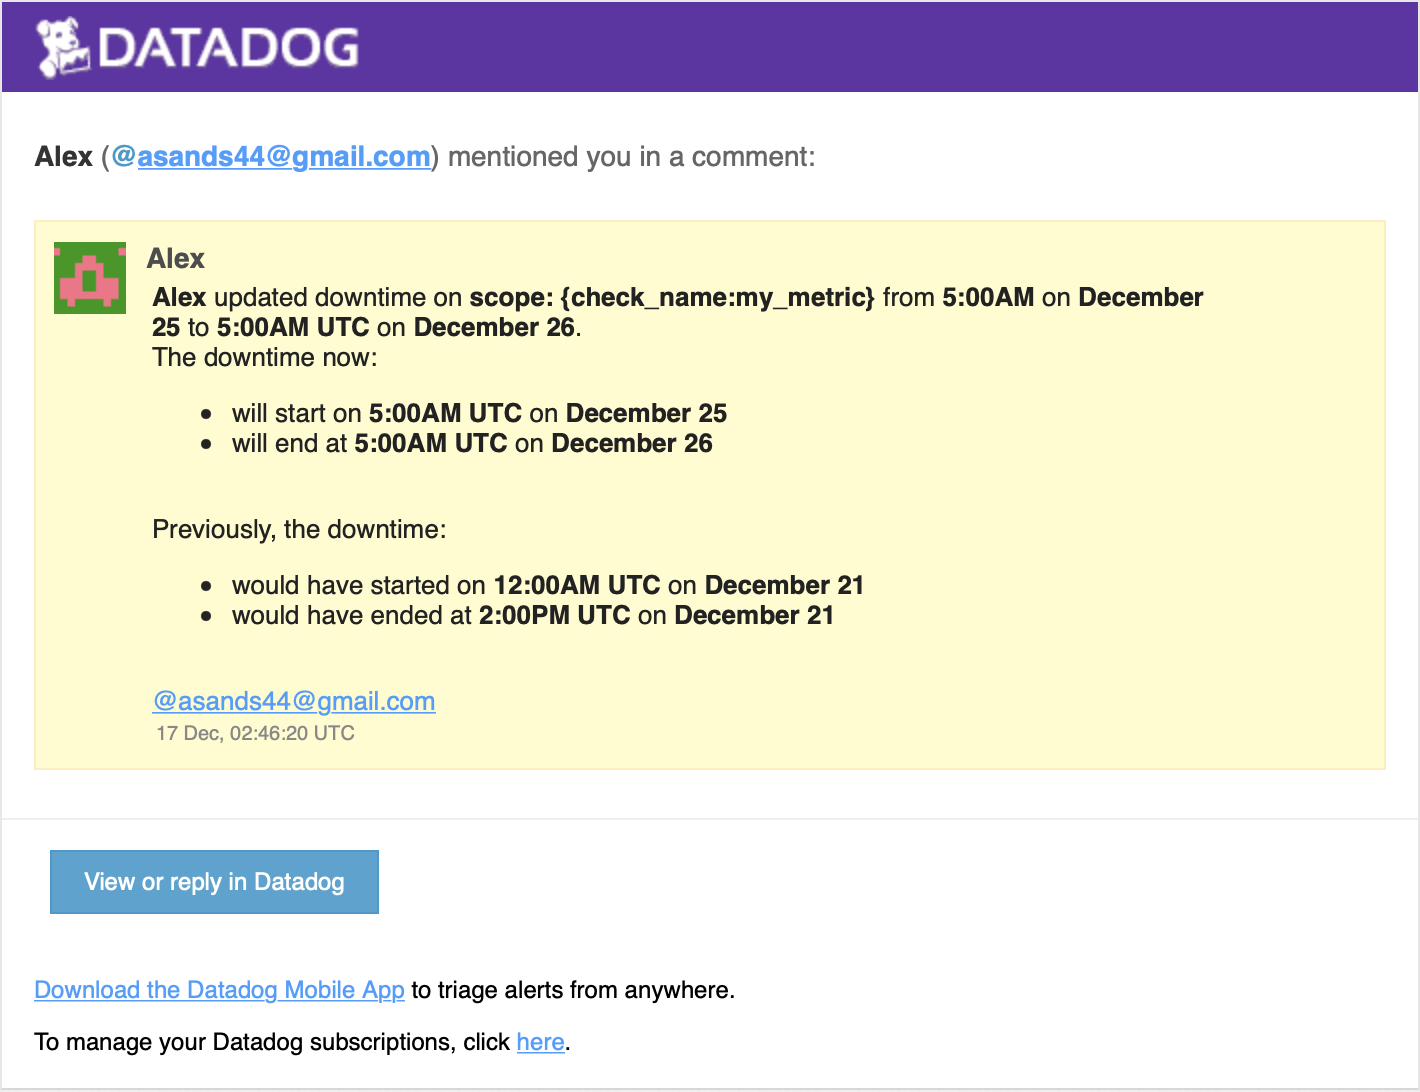 DATADOG
Alex (@asands44@gmail.com) mentioned you in a comment:
Alex
Alex updated downtime on scope: {check_name:my_metric} from 5:00AM on December
25 to 5:00AM UTC on December 26.
The downtime now:
• will start on 5:00AM UTC on December 25
• will end at 5:00AM UTC on December 26
Previously, the downtime:
• would have started on 12:00AM UTC on December 21
• would have ended at 2:00PM UTC on December 21
@asands44@gmail.com
17 Dec, 02:46:20 UTC
View or reply in Datadog
Download the Datadog Mobile App to triage alerts from anywhere.
To manage your Datadog subscriptions, click here.